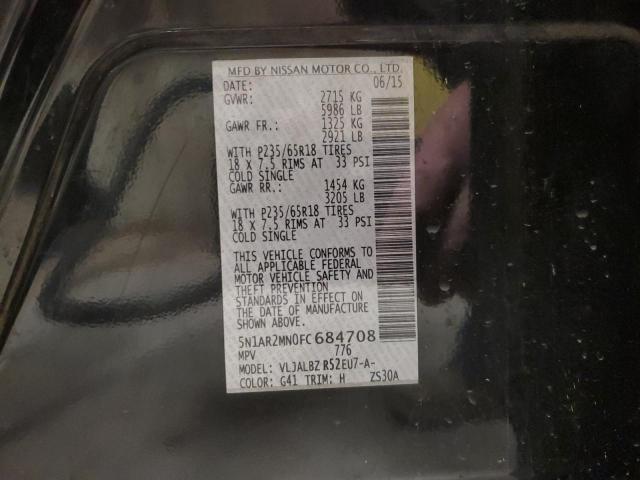 MFD BY NISSAN MOTOR CO., LTD.
DATE: 06/15
GVWR: 2715 KG
5986 LB
GAWR FR.: 1325 KG
2921 LB
WITH P235/65R18 TIRES
18 X 7.5 RIMS AT 33 PSI
COLD SINGLE
GAWR RR.: 1454 KG
3205 LB
WITH P235/65R18 TIRES
18 X 7.5 RIMS AT 33 PSI
COLD SINGLE
THIS VEHICLE CONFORMS TO
ALL APPLICABLE FEDERAL
MOTOR VEHICLE SAFETY AND
THEFT PREVENTION
STANDARDS IN EFFECT ON
THE DATE OF MANUFACTURE
SHOWN ABOVE.
5N1AR2MN0FC684708
MPV 776
MODEL: VLJALBZ R52EU7-A-
COLOR: G41 TRIM: H ZS30A